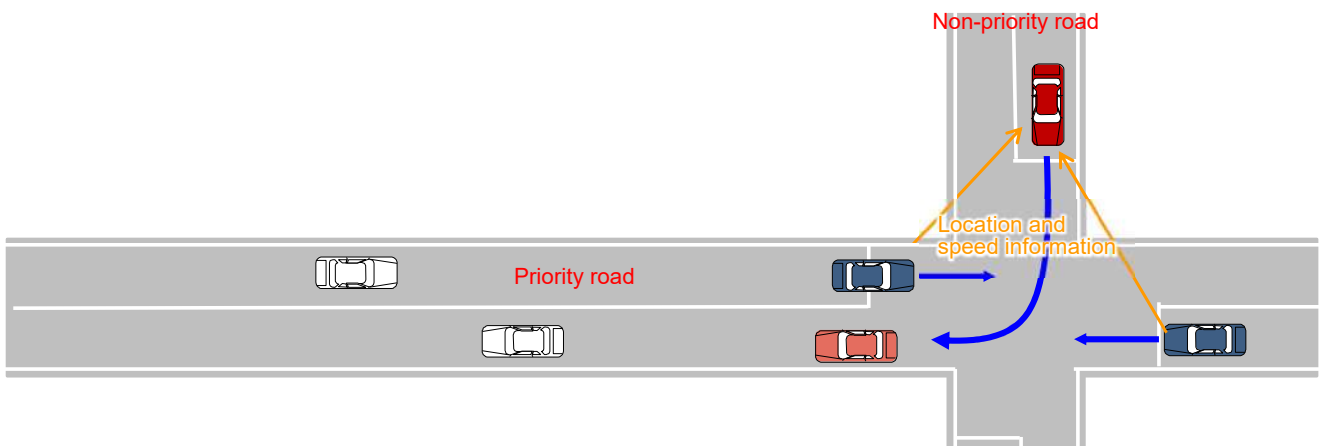 Non-priority road
Location and
speed information
Priority road